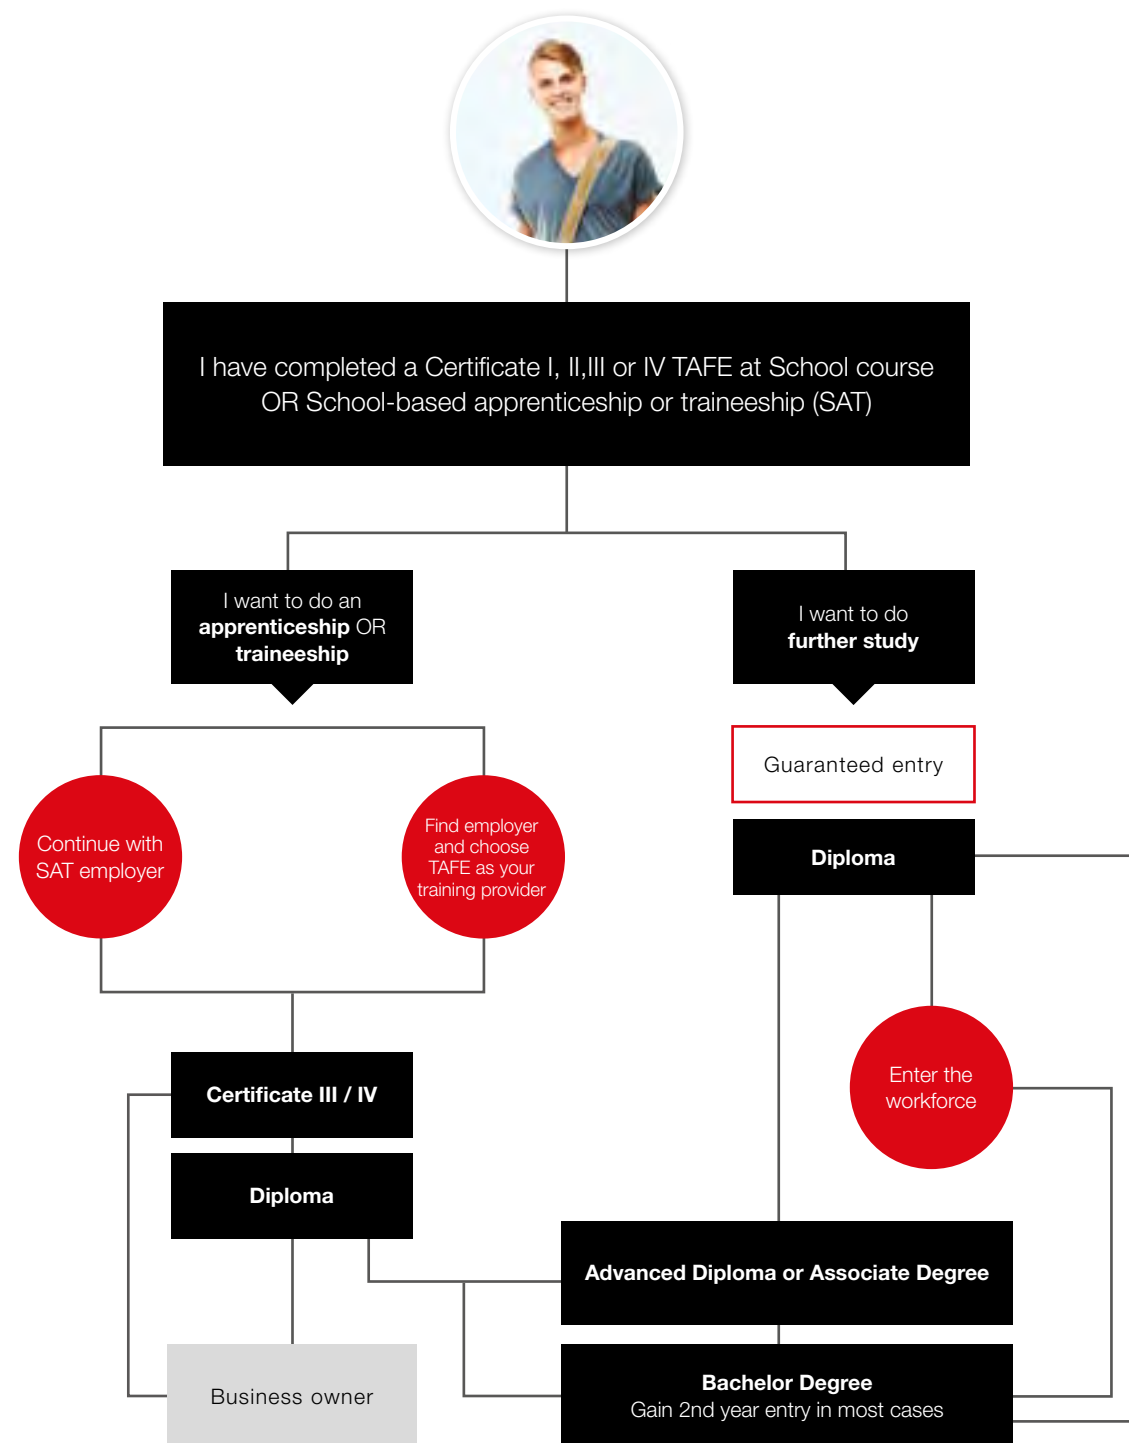 I have completed a Certificate I, II,III or IV TAFE at School course
OR School-based apprenticeship or traineeship (SAT)
I want to do an
apprenticeship OR
traineeship
I want to do
further study
Guaranteed entry
Continue with
SAT employer
Find employer
and choose
TAFE as your
training provider
Diploma
Enter the
workforce
Certificate III / IV
Diploma
Advanced Diploma or Associate Degree
Business owner
Bachelor Degree
Gain 2nd year entry in most cases